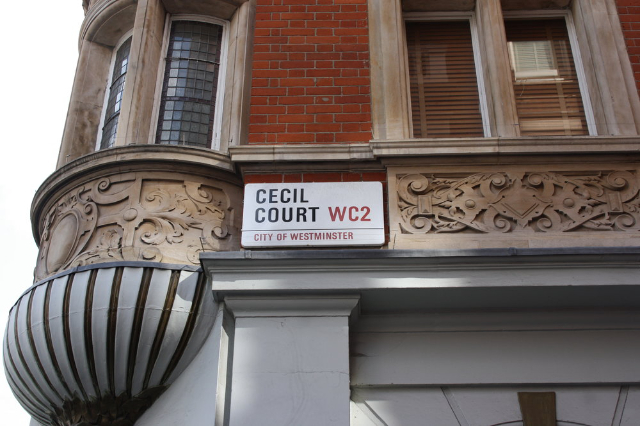 CECIL
COURT WC2
CITY OF WESTMINSTER